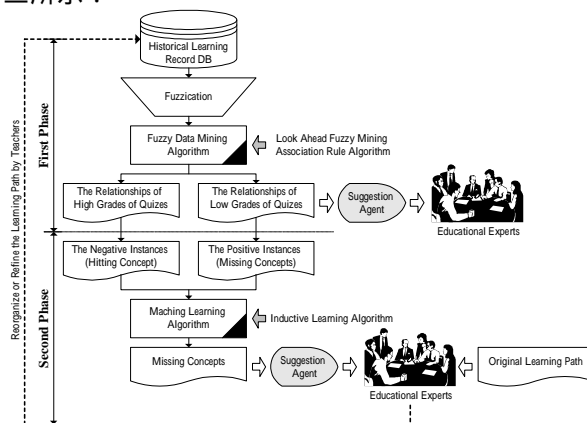 Historical Learning
Record DB
Fuzzication
Fuzzy Data Mining
Algorithm
Look Ahead Fuzzy Mining
Association Rule Algorithm
The Relationships of
High Grades of Quizes
The Relationships of
Low Grades of Quizes
Suggestion
Agent
Educational Experts
First Phase
Reorganize or Refine the Learning Path by Teachers
The Negative Instances
(Hitting Concept)
The Positive Instances
(Missing Concepts)
Second Phase
Maching Learning
Algorithm
Inductive Learning Algorithm
Missing Concepts
Suggestion
Agent
Educational Experts
Original Learning Path